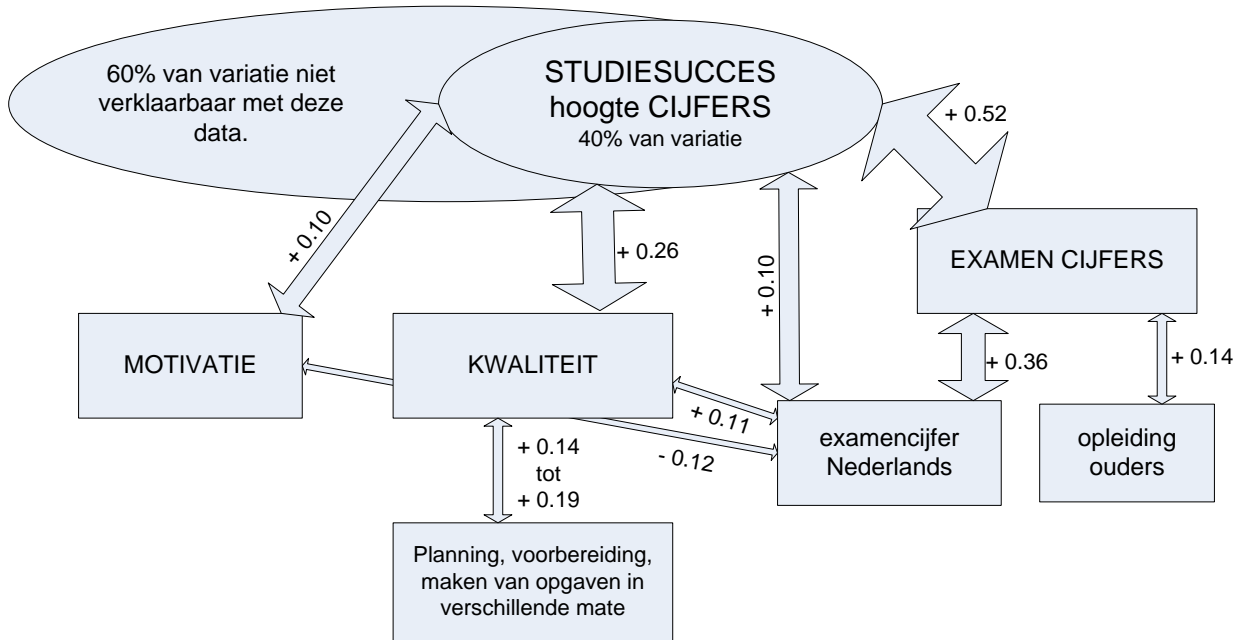 60% van variatie niet
verklaarbaar met deze
data.
STUDIESUCCES
hoogte CIJFERS
40% van variatie
+ 0.52
+ 0.10
+ 0.26
+ 0.10
EXAMEN CIJFERS
MOTIVATIE
KWALITEIT
+ 0.36
+ 0.14
+ 0.11
- 0.12
examencijfer
Nederlands
opleiding
ouders
+ 0.14
tot
+ 0.19
Planning, voorbereiding,
maken van opgaven in
verschillende mate